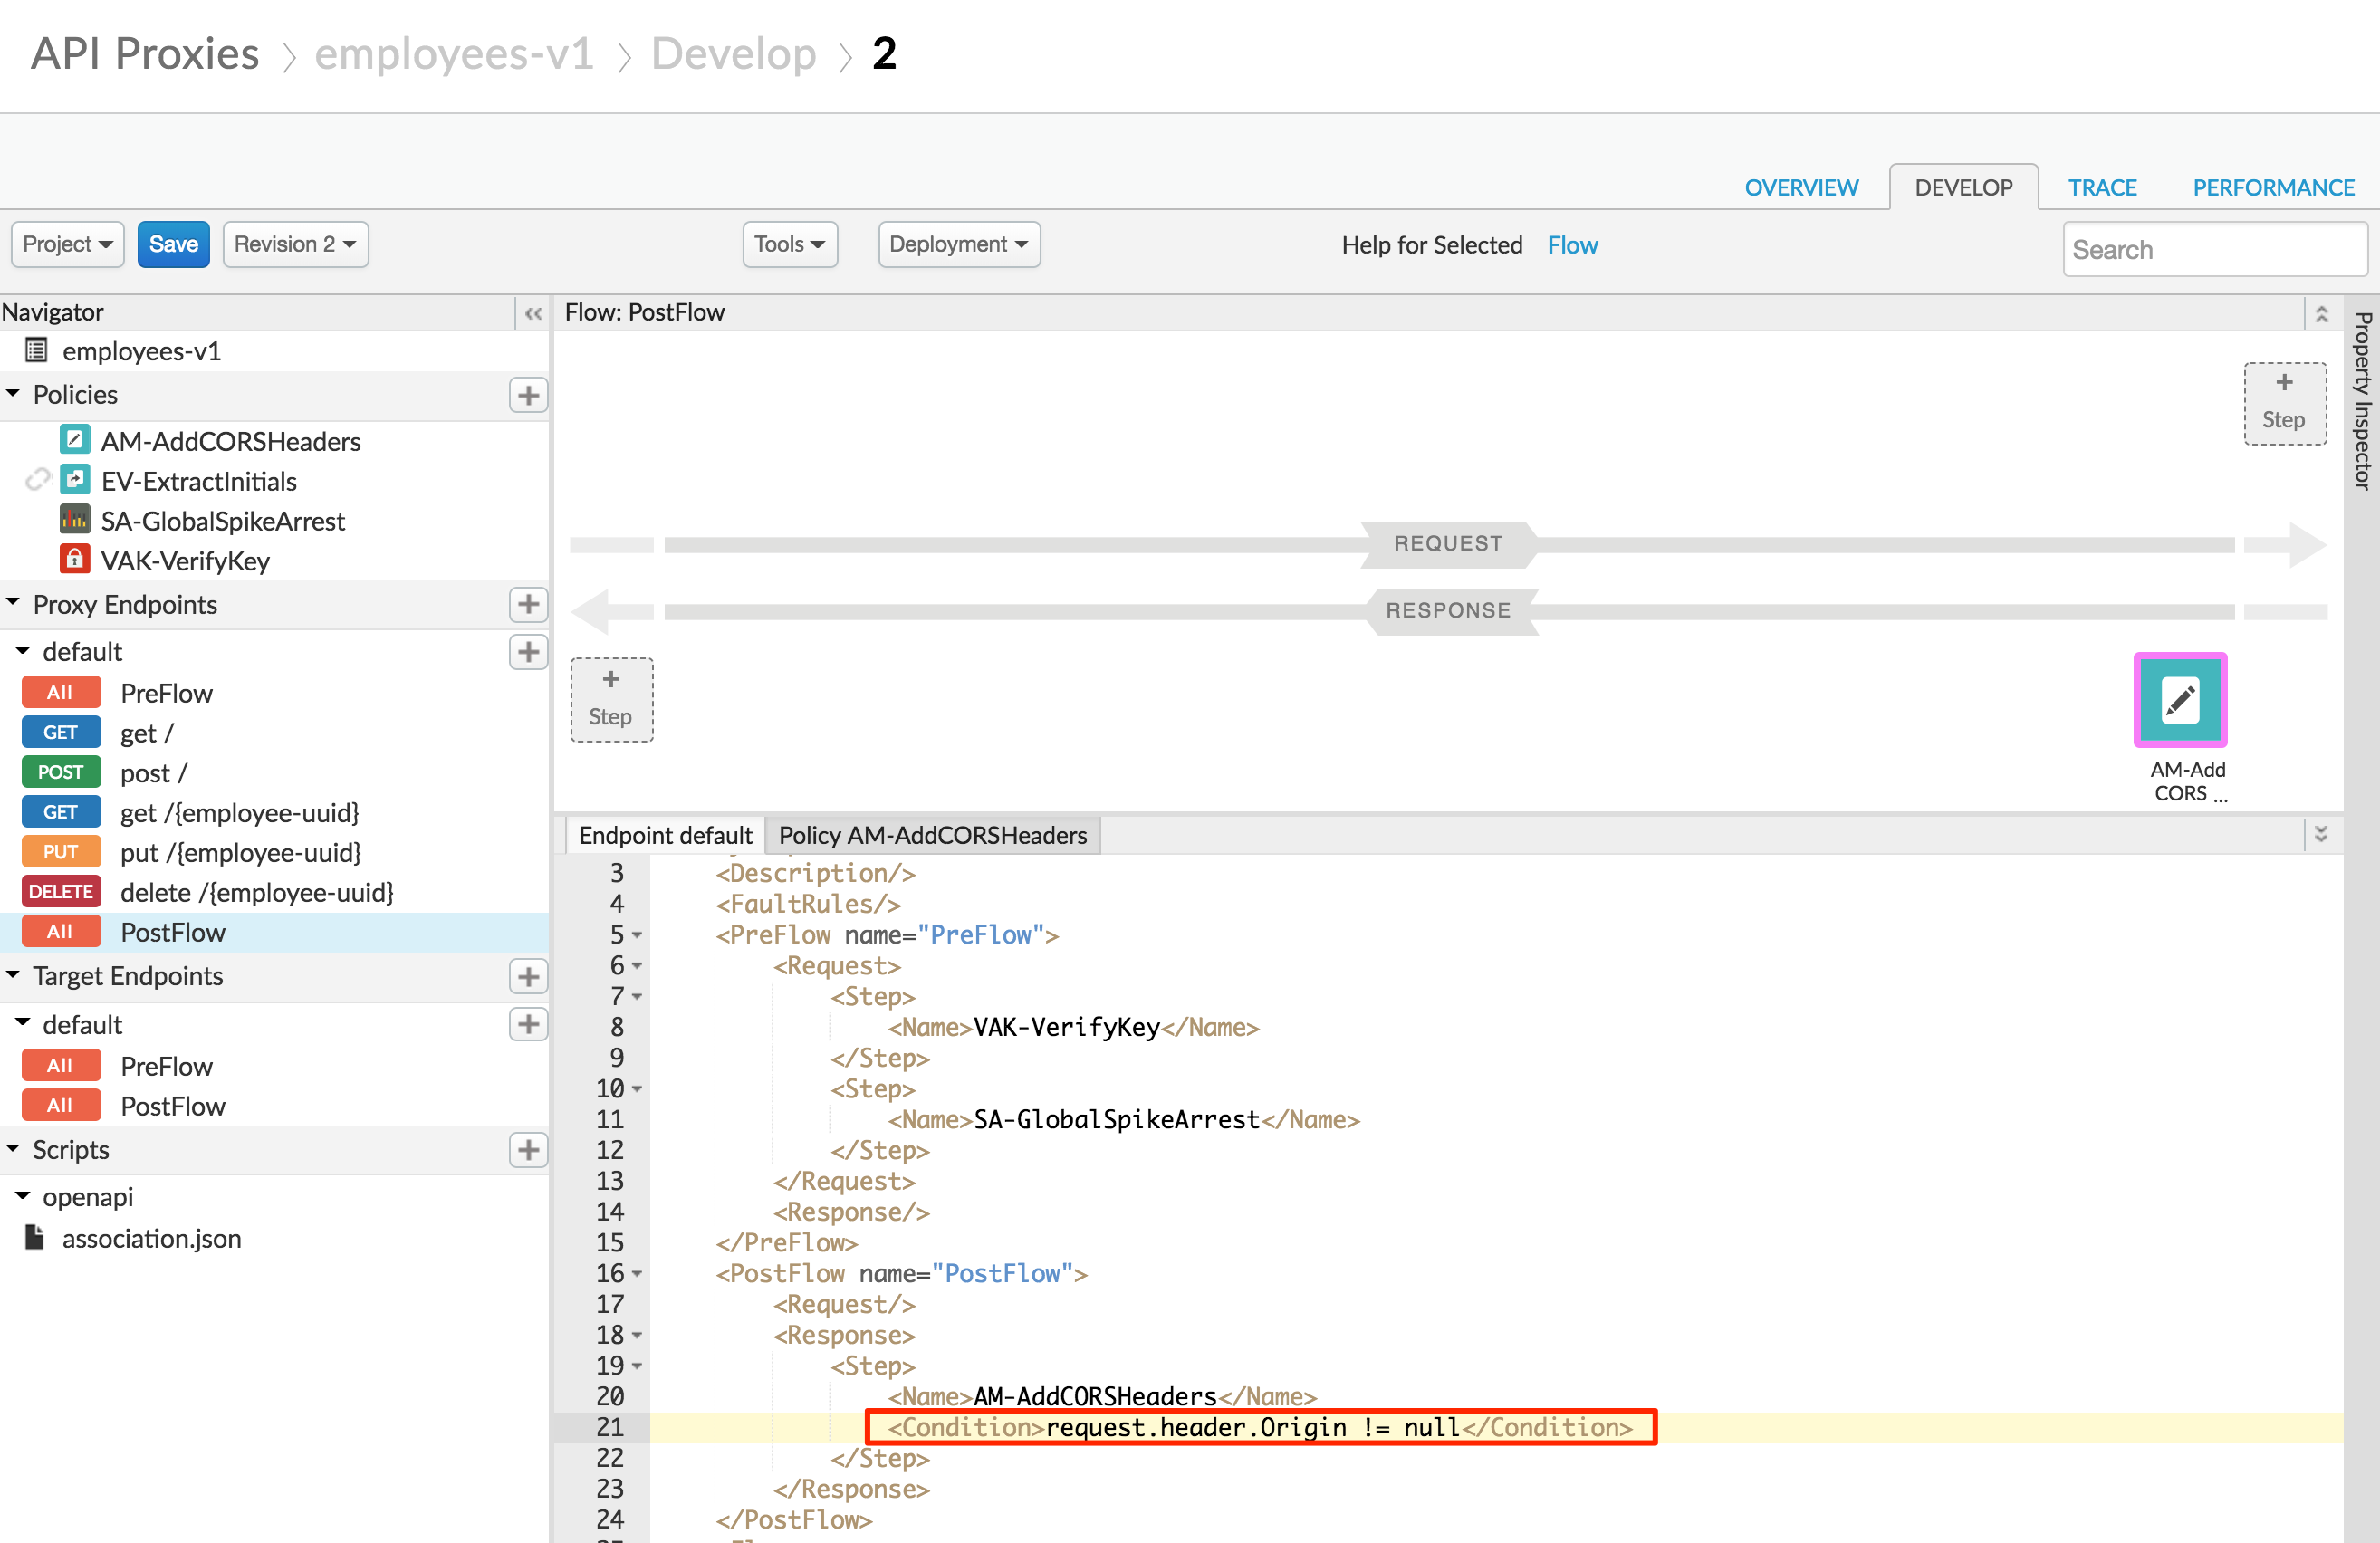 API Proxies > employees-v1 > Develop > 2
OVERVIEW DEVELOP TRACE PERFORMANCE
Project Save Revision 2 Tools Deployment Help for Selected Flow Search
Navigator «
employees-v1
Policies +
AM-AddCORSHeaders
EV-ExtractInitials
SA-GlobalSpikeArrest
VAK-VerifyKey
Proxy Endpoints +
default +
All PreFlow
GET get /
POST post /
GET get /{employee-uuid}
PUT put /{employee-uuid}
DELETE delete /{employee-uuid}
All PostFlow
Target Endpoints +
default +
All PreFlow
All PostFlow
Scripts +
openapi
association.json
Flow: PostFlow
+
Step
REQUEST
RESPONSE
+
Step
AM-Add
CORS ...
Property Inspector
Endpoint default Policy AM-AddCORSHeaders
3 <Description/>
4 <FaultRules/>
5 <PreFlow name="PreFlow">
6 <Request>
7 <Step>
8 <Name>VAK-VerifyKey</Name>
9 </Step>
10 <Step>
11 <Name>SA-GlobalSpikeArrest</Name>
12 </Step>
13 </Request>
14 <Response/>
15 </PreFlow>
16 <PostFlow name="PostFlow">
17 <Request/>
18 <Response>
19 <Step>
20 <Name>AM-AddCORSHeaders</Name>
21 <Condition>request.header.Origin != null</Condition>
22 </Step>
23 </Response>
24 </PostFlow>